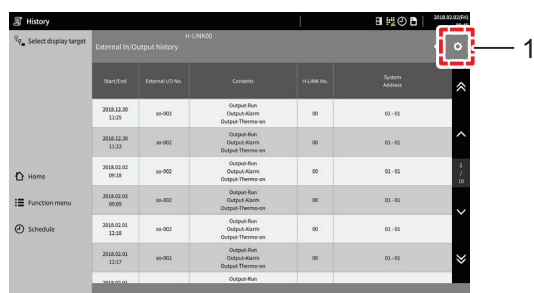 History
2018.02.02(Fri)
Select display target
H-LINK00
External In/Output history
1
Start/End External I/O No. Contents H-LINK No. System Address
2018.12.30 11:25 so-002 Output-Run Output-Alarm Output-Thermo-on 00 01 - 01
2018.12.30 11:22 so-002 Output-Run Output-Alarm Output-Thermo-on 00 01 - 01
2018.02.02 09:18 so-002 Output-Run Output-Alarm Output-Thermo-on 00 01 - 01
1 / 10
Home
2018.02.02 09:09 so-002 Output-Run Output-Alarm Output-Thermo-on 00 01 - 01
Function menu
2018.02.01 12:18 so-002 Output-Run Output-Alarm Output-Thermo-on 00 01 - 01
Schedule
2018.02.01 12:17 so-002 Output-Run Output-Alarm Output-Thermo-on 00 01 - 01
2018.02.01 Output-Run